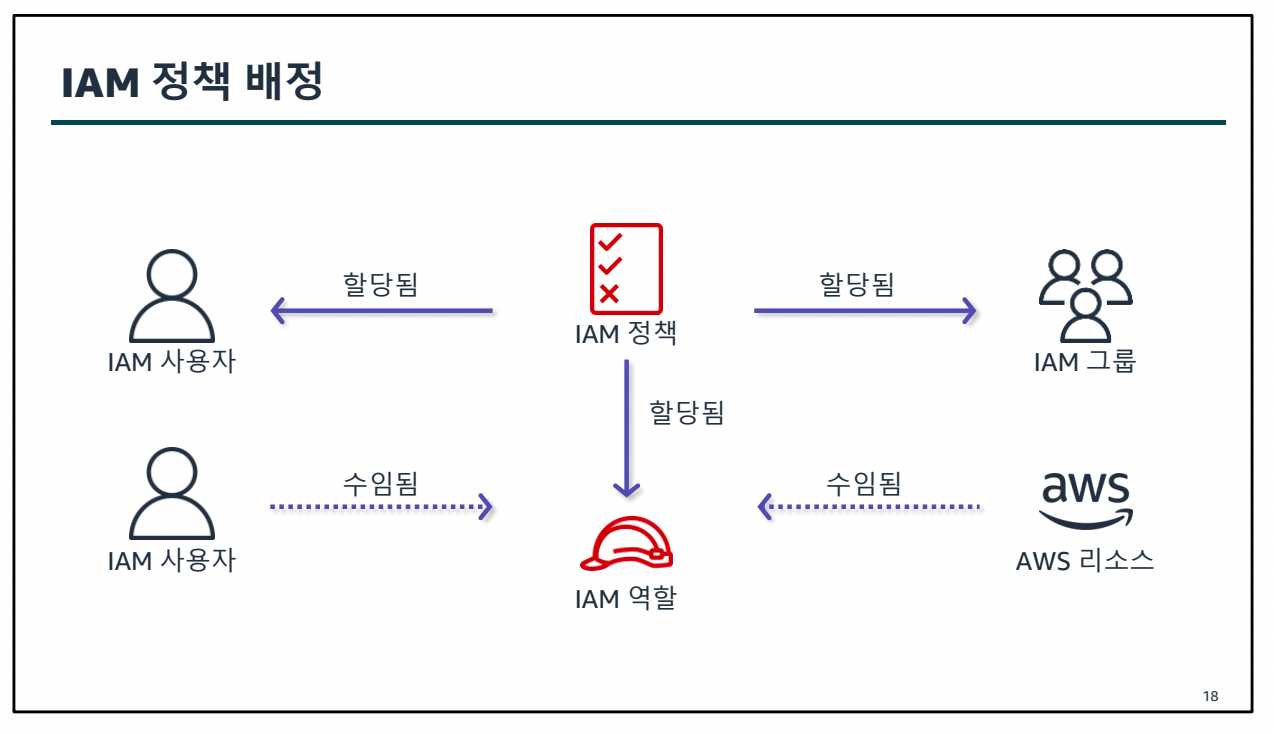 IAM 정책 배정
할당됨
할당됨
IAM 정책
IAM 사용자
IAM 그룹
할당됨
수임됨
수임됨
aws
IAM 사용자
AWS 리소스
IAM 역할
18